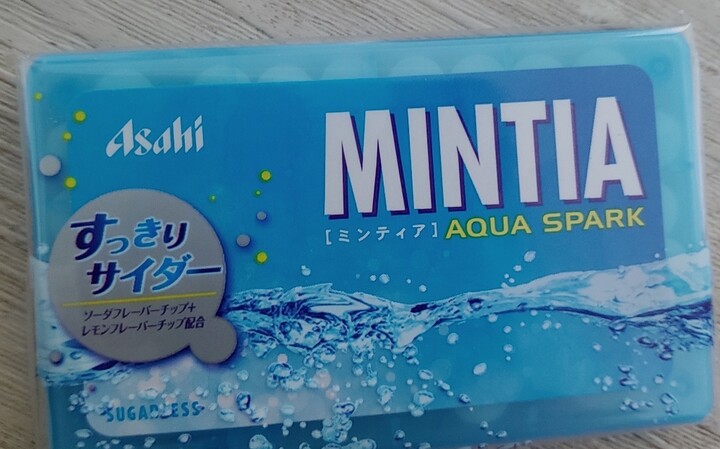 Asahi
MINTIA
[ミンティア] AQUA SPARK
すっきり
サイダー
ソーダフレーバーチップ+
レモンフレーバーチップ配合
SUGARLESS